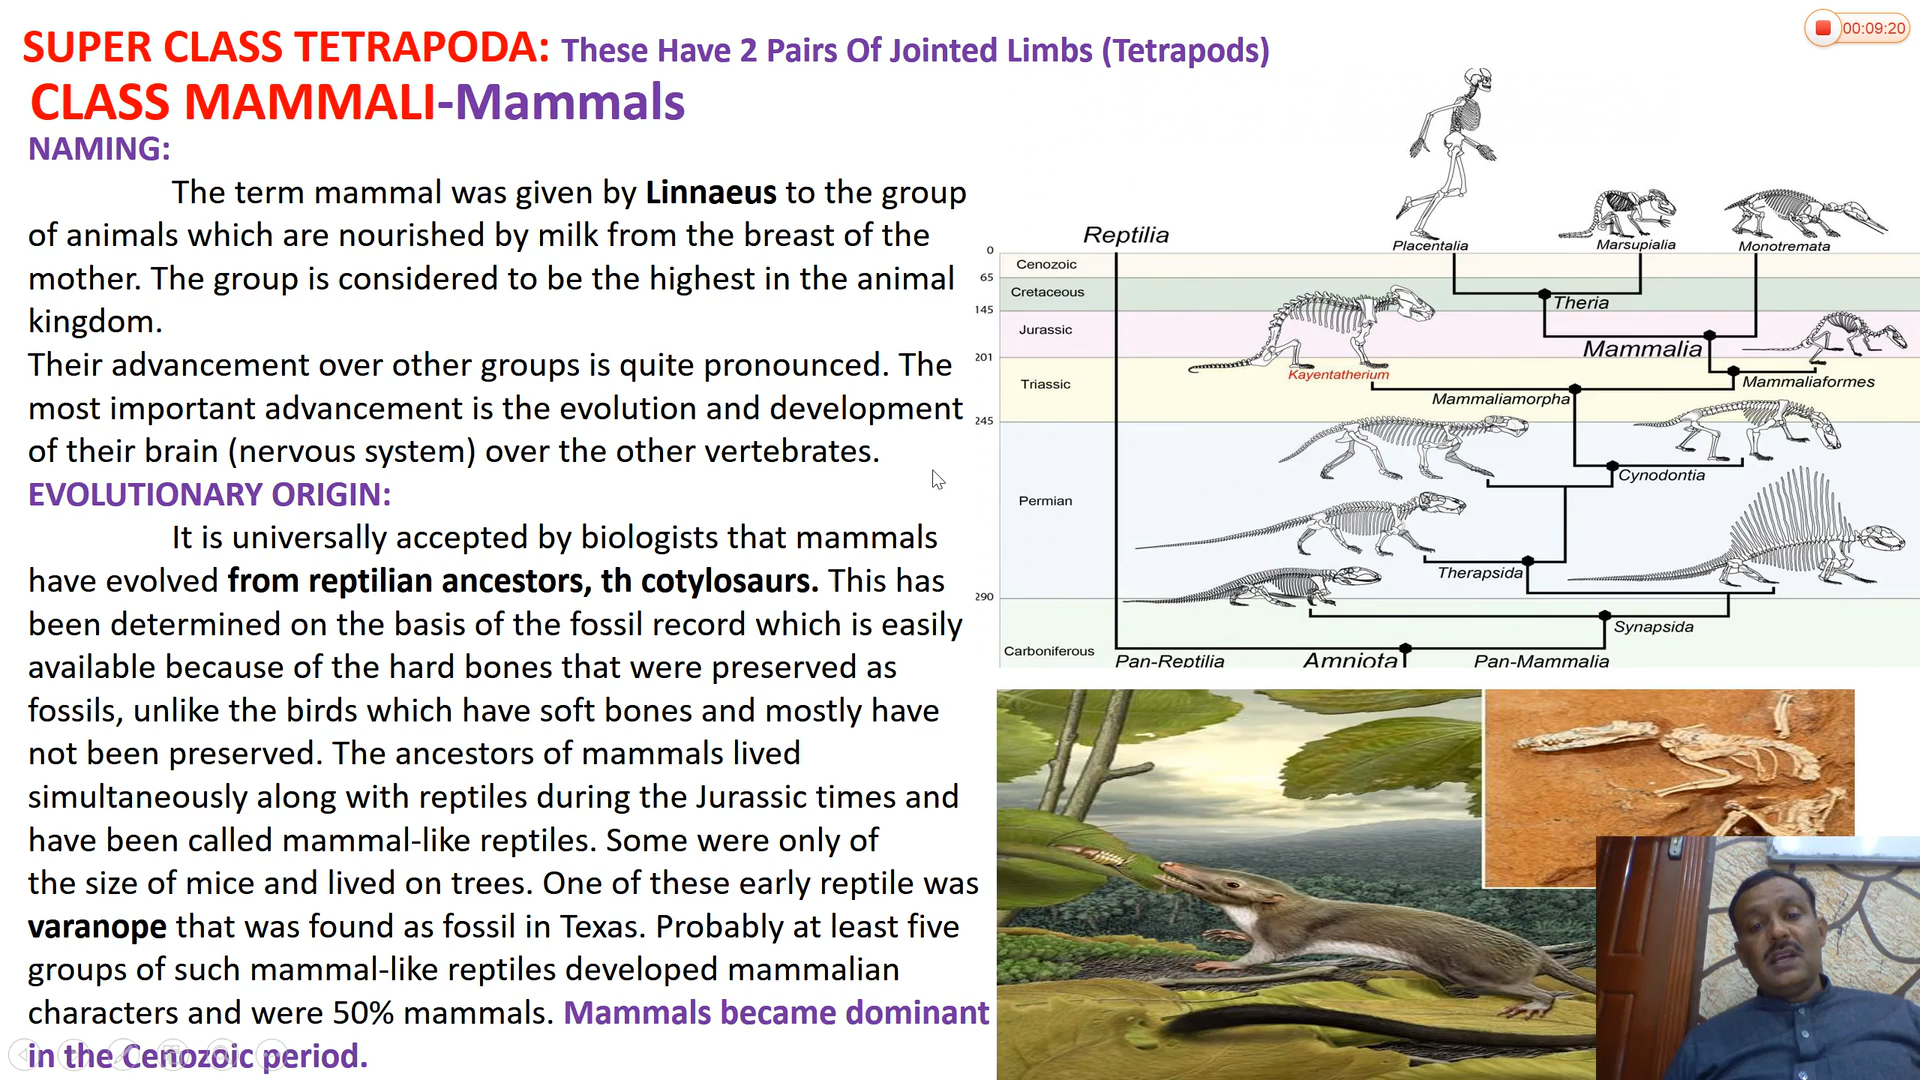 SUPER CLASS TETRAPODA: These Have 2 Pairs Of Jointed Limbs (Tetrapods)
CLASS MAMMALI-Mammals
NAMING:
The term mammal was given by Linnaeus to the group
of animals which are nourished by milk from the breast of the
mother. The group is considered to be the highest in the animal
kingdom.
Their advancement over other groups is quite pronounced. The
most important advancement is the evolution and development
of their brain (nervous system) over the other vertebrates.
EVOLUTIONARY ORIGIN:
It is universally accepted by biologists that mammals
have evolved from reptilian ancestors, th cotylosaurs. This has
been determined on the basis of the fossil record which is easily
available because of the hard bones that were preserved as
fossils, unlike the birds which have soft bones and mostly have
not been preserved. The ancestors of mammals lived
simultaneously along with reptiles during the Jurassic times and
have been called mammal-like reptiles. Some were only of
the size of mice and lived on trees. One of these early reptile was
varanope that was found as fossil in Texas. Probably at least five
groups of such mammal-like reptiles developed mammalian
characters and were 50% mammals. Mammals became dominant
in the Cenozoic period.
00:09:20
Reptilia
Placentalia
Marsupialia
Monotremata
0
Cenozoic
65
Cretaceous
Theria
145
Jurassic
Mammalia
201
Kayentatherium
Triassic
Mammaliaformes
Mammaliamorpha
245
Cynodontia
Permian
Therapsida
290
Synapsida
Carboniferous
Pan-Reptilia
Amniota
Pan-Mammalia